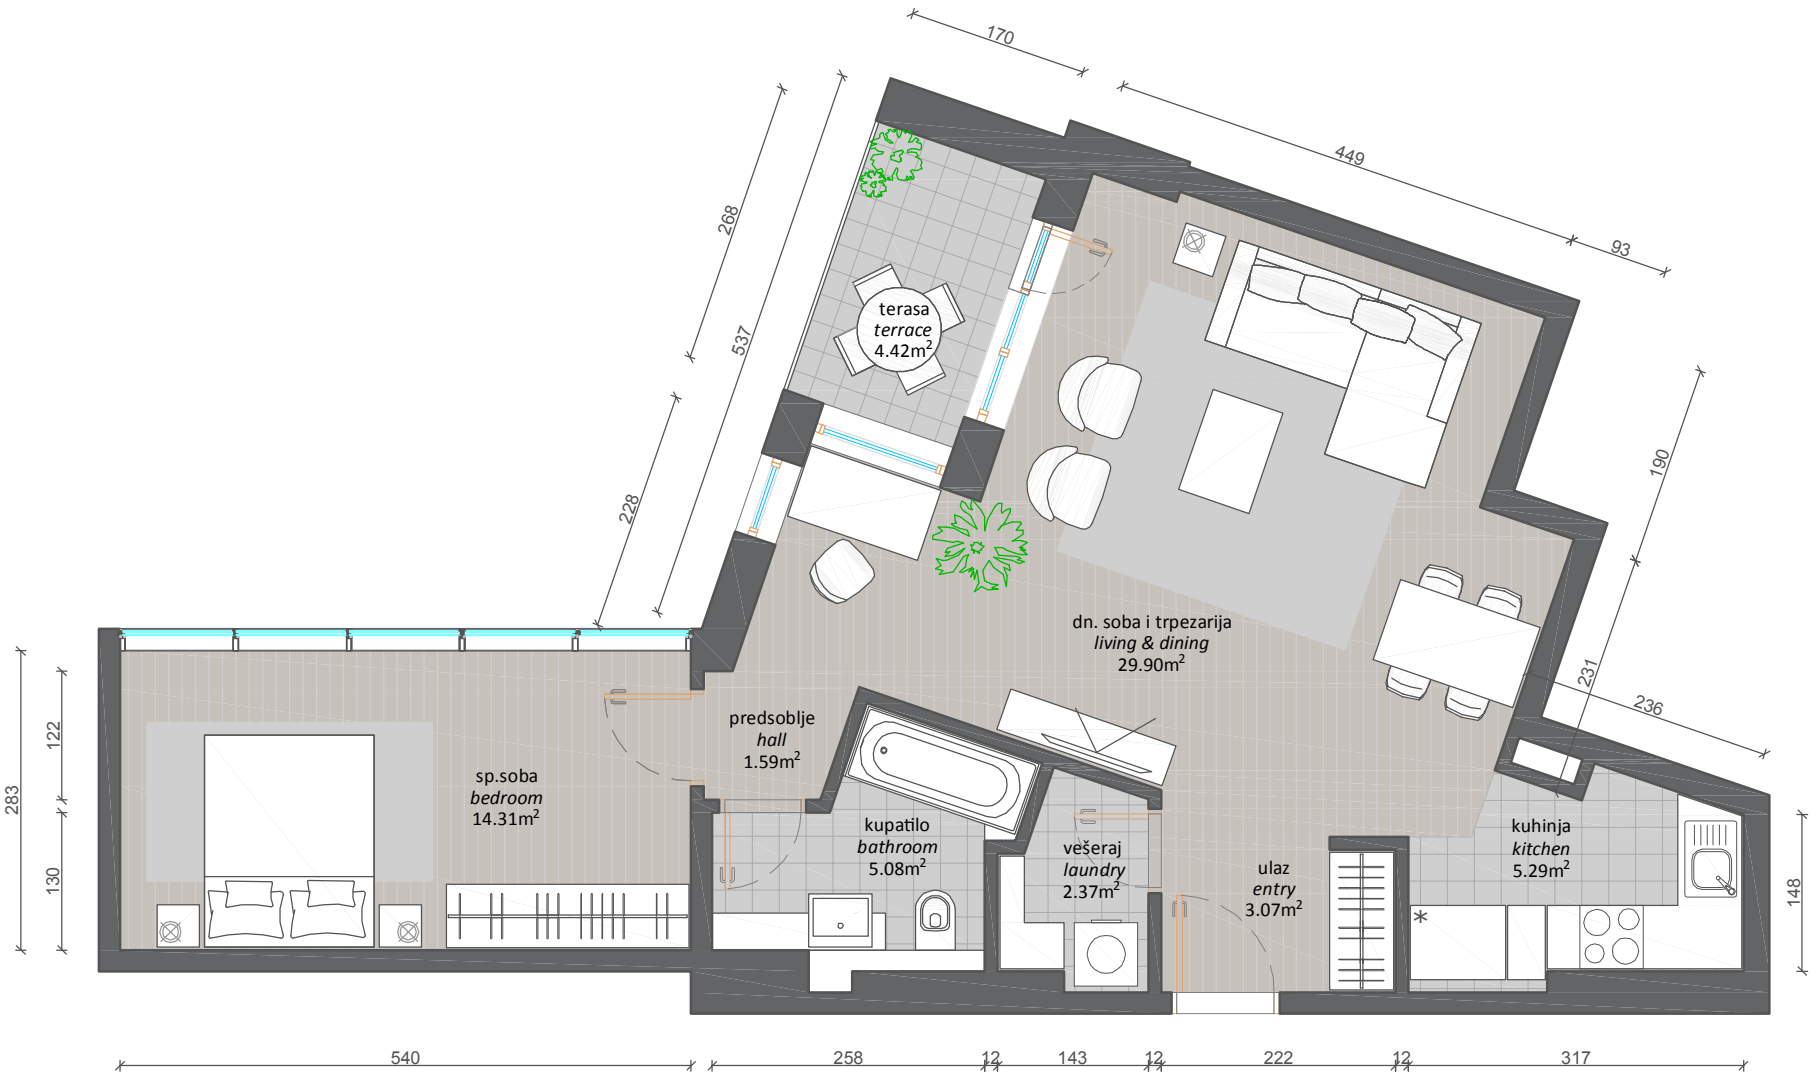 170
449
93
268
537
228
190
231
236
terasa
terrace
4.42m²
dn. soba i trpezarija
living & dining
29.90m²
predsoblje
hall
1.59m²
sp.soba
bedroom
14.31m²
kupatilo
bathroom
5.08m²
vešeraj
laundry
2.37m²
ulaz
entry
3.07m²
kuhinja
kitchen
5.29m²
*
283
122
130
148
540
258
12
143
12
222
12
317